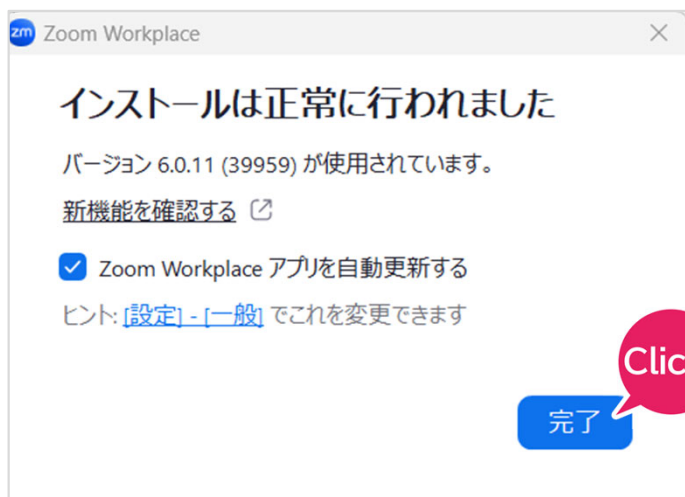 zm Zoom Workplace
インストールは正常に行われました
バージョン 6.0.11 (39959) が使用されています。
新機能を確認する
Zoom Workplace アプリを自動更新する
ヒント: [設定] - [一般] でこれを変更できます
Clic
完了